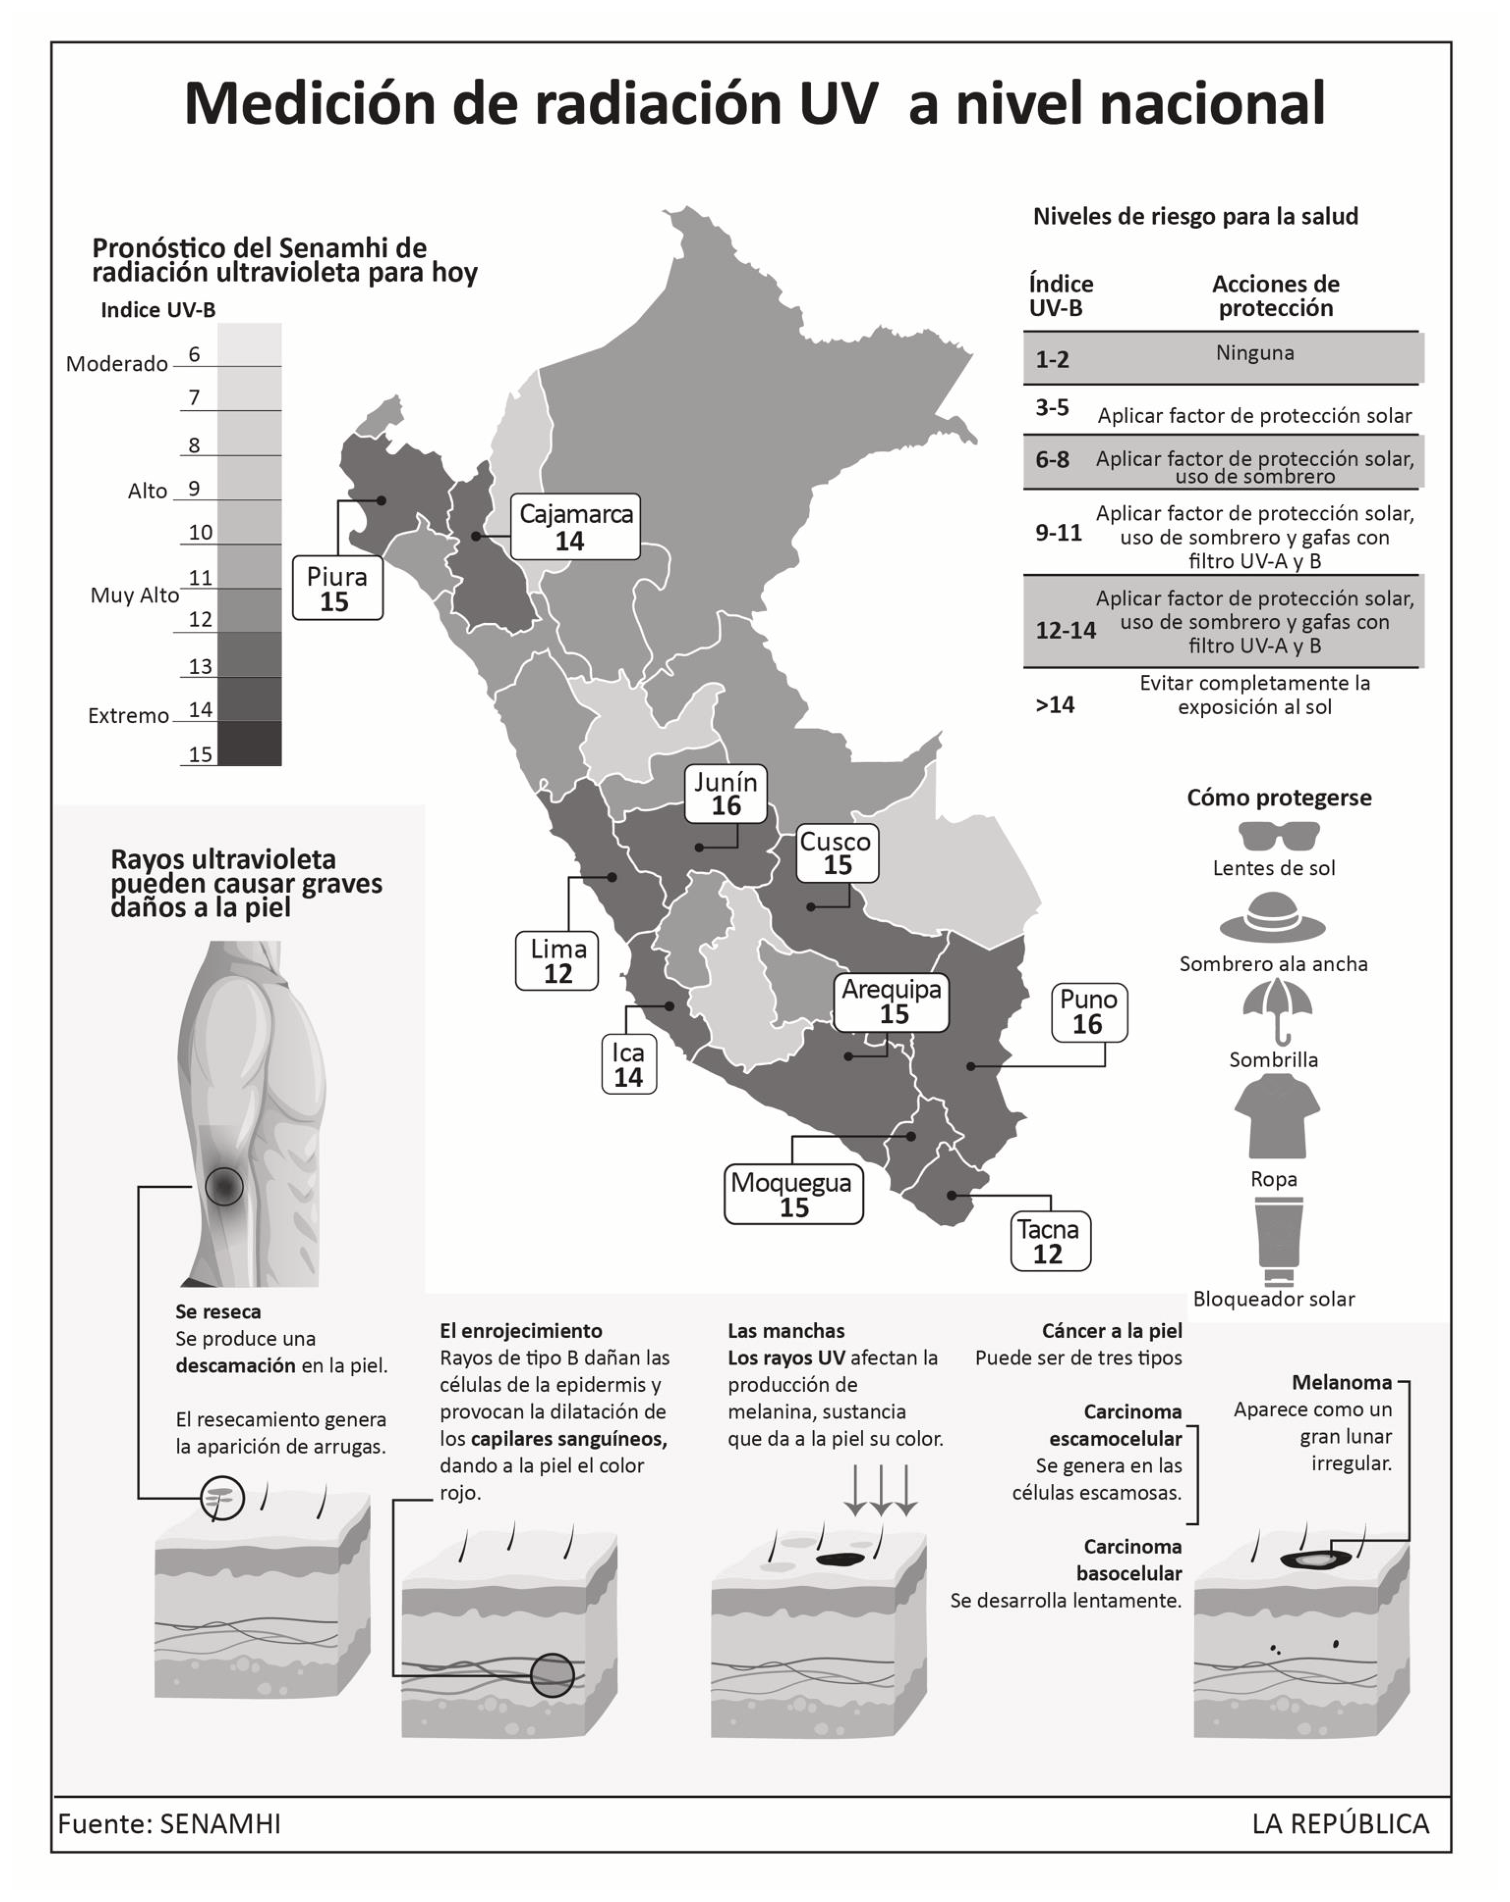 Medición de radiación UV a nivel nacional
Pronóstico del Senamhi de
radiación ultravioleta para hoy
Indice UV-B
Moderado 6
7
8
Alto 9
10
Muy Alto 11
12
13
Extremo 14
15
Niveles de riesgo para la salud
Índice
UV-B
Acciones de
protección
1-2 Ninguna
3-5 Aplicar factor de protección solar
6-8 Aplicar factor de protección solar,
uso de sombrero
9-11 Aplicar factor de protección solar,
uso de sombrero y gafas con
filtro UV-A y B
12-14 Aplicar factor de protección solar,
uso de sombrero y gafas con
filtro UV-A y B
>14 Evitar completamente la
exposición al sol
Cajamarca
14
Piura
15
Junín
16
Cusco
15
Lima
12
Arequipa
15
Puno
16
Ica
14
Moquegua
15
Tacna
12
Cómo protegerse
Lentes de sol
Sombrero ala ancha
Sombrilla
Ropa
Bloqueador solar
Rayos ultravioleta
pueden causar graves
daños a la piel
Se reseca
Se produce una
descamación en la piel.
El resecamiento genera
la aparición de arrugas.
El enrojecimiento
Rayos de tipo B dañan las
células de la epidermis y
provocan la dilatación de
los capilares sanguíneos,
dando a la piel el color
rojo.
Las manchas
Los rayos UV afectan la
producción de
melanina, sustancia
que da a la piel su color.
Cáncer a la piel
Puede ser de tres tipos
Carcinoma
escamocelular
Se genera en las
células escamosas.
Carcinoma
basocelular
Se desarrolla lentamente.
Melanoma
Aparece como un
gran lunar
irregular.
Fuente: SENAMHI
LA REPÚBLICA